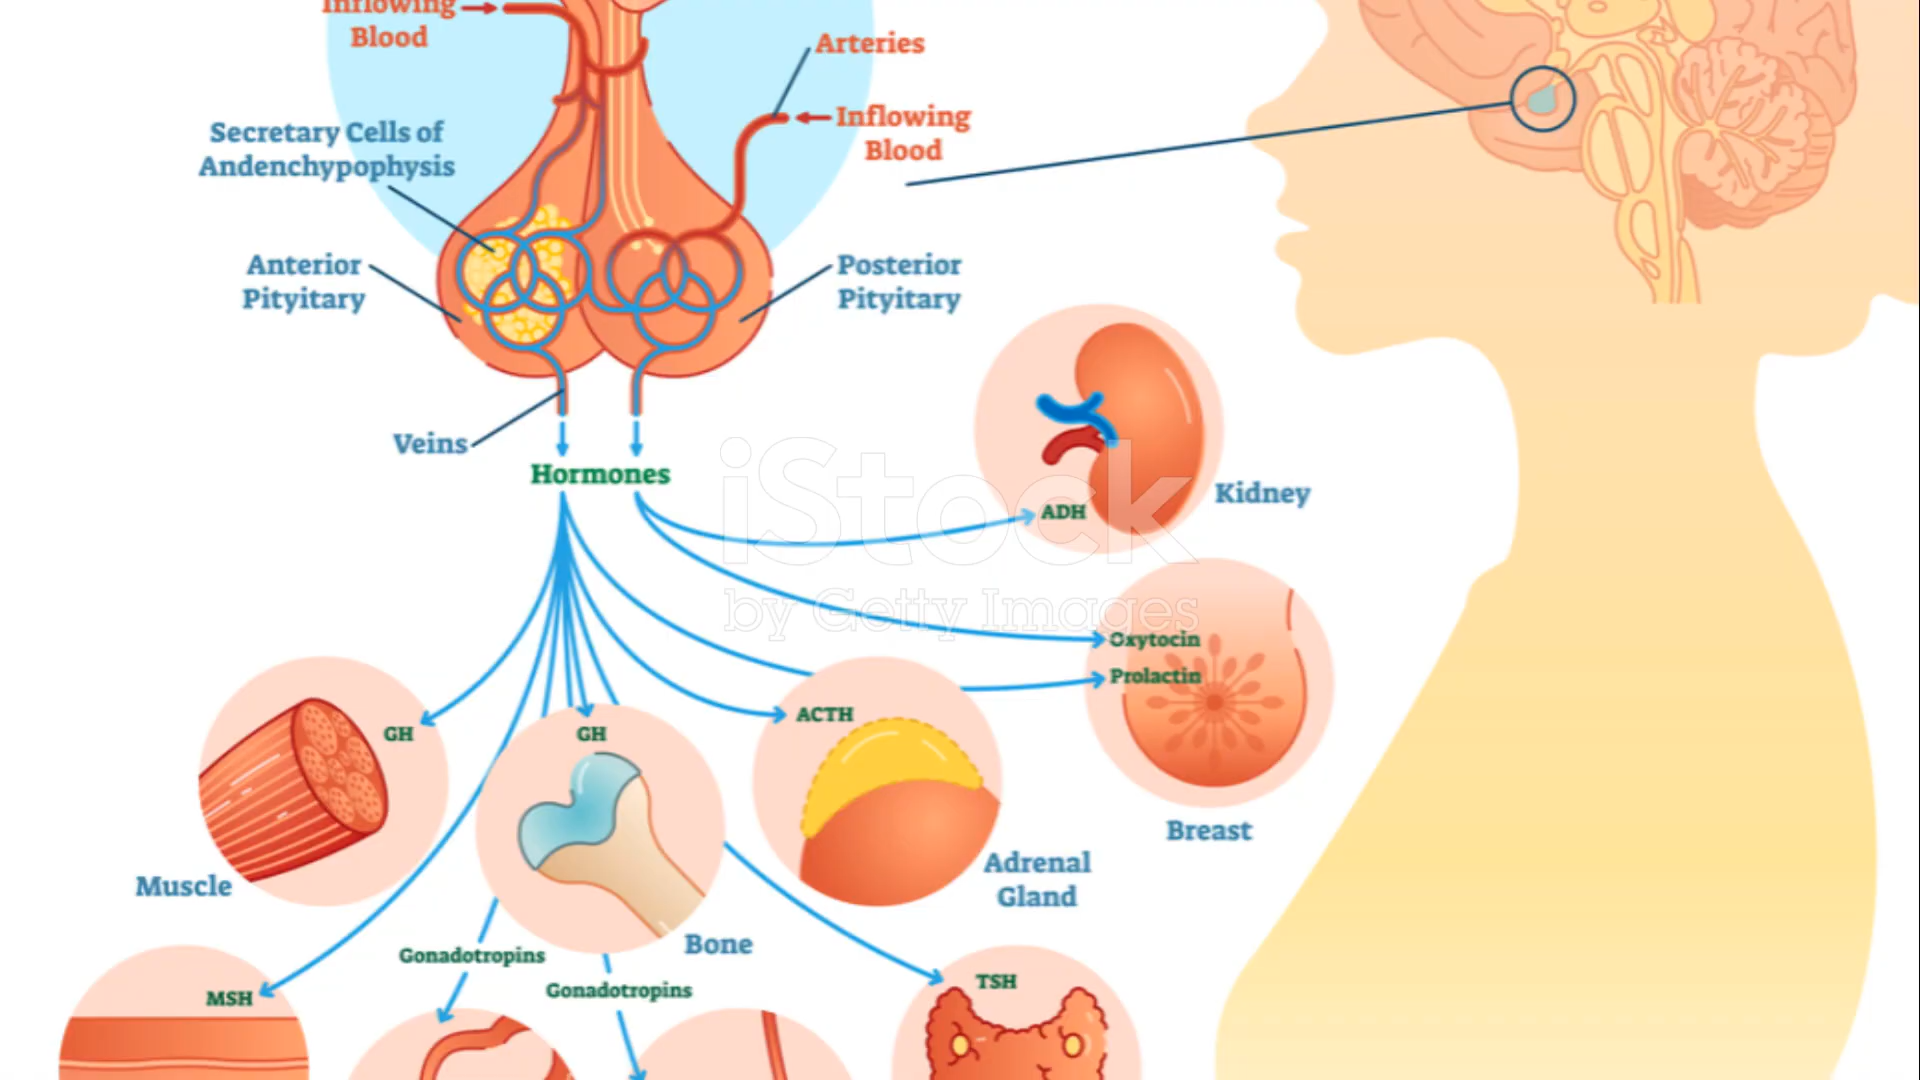 Inflowing
Blood
Arteries
Inflowing
Blood
Secretary Cells of
Andenchypophysis
Anterior
Pityitary
Posterior
Pityitary
Veins
Hormones
iStock
by Getty Images
Kidney
ADH
Oxytocin
Prolactin
GH
GH
ACTH
Breast
Adrenal
Gland
Muscle
Bone
Gonadotropins
Gonadotropins
MSH
TSH